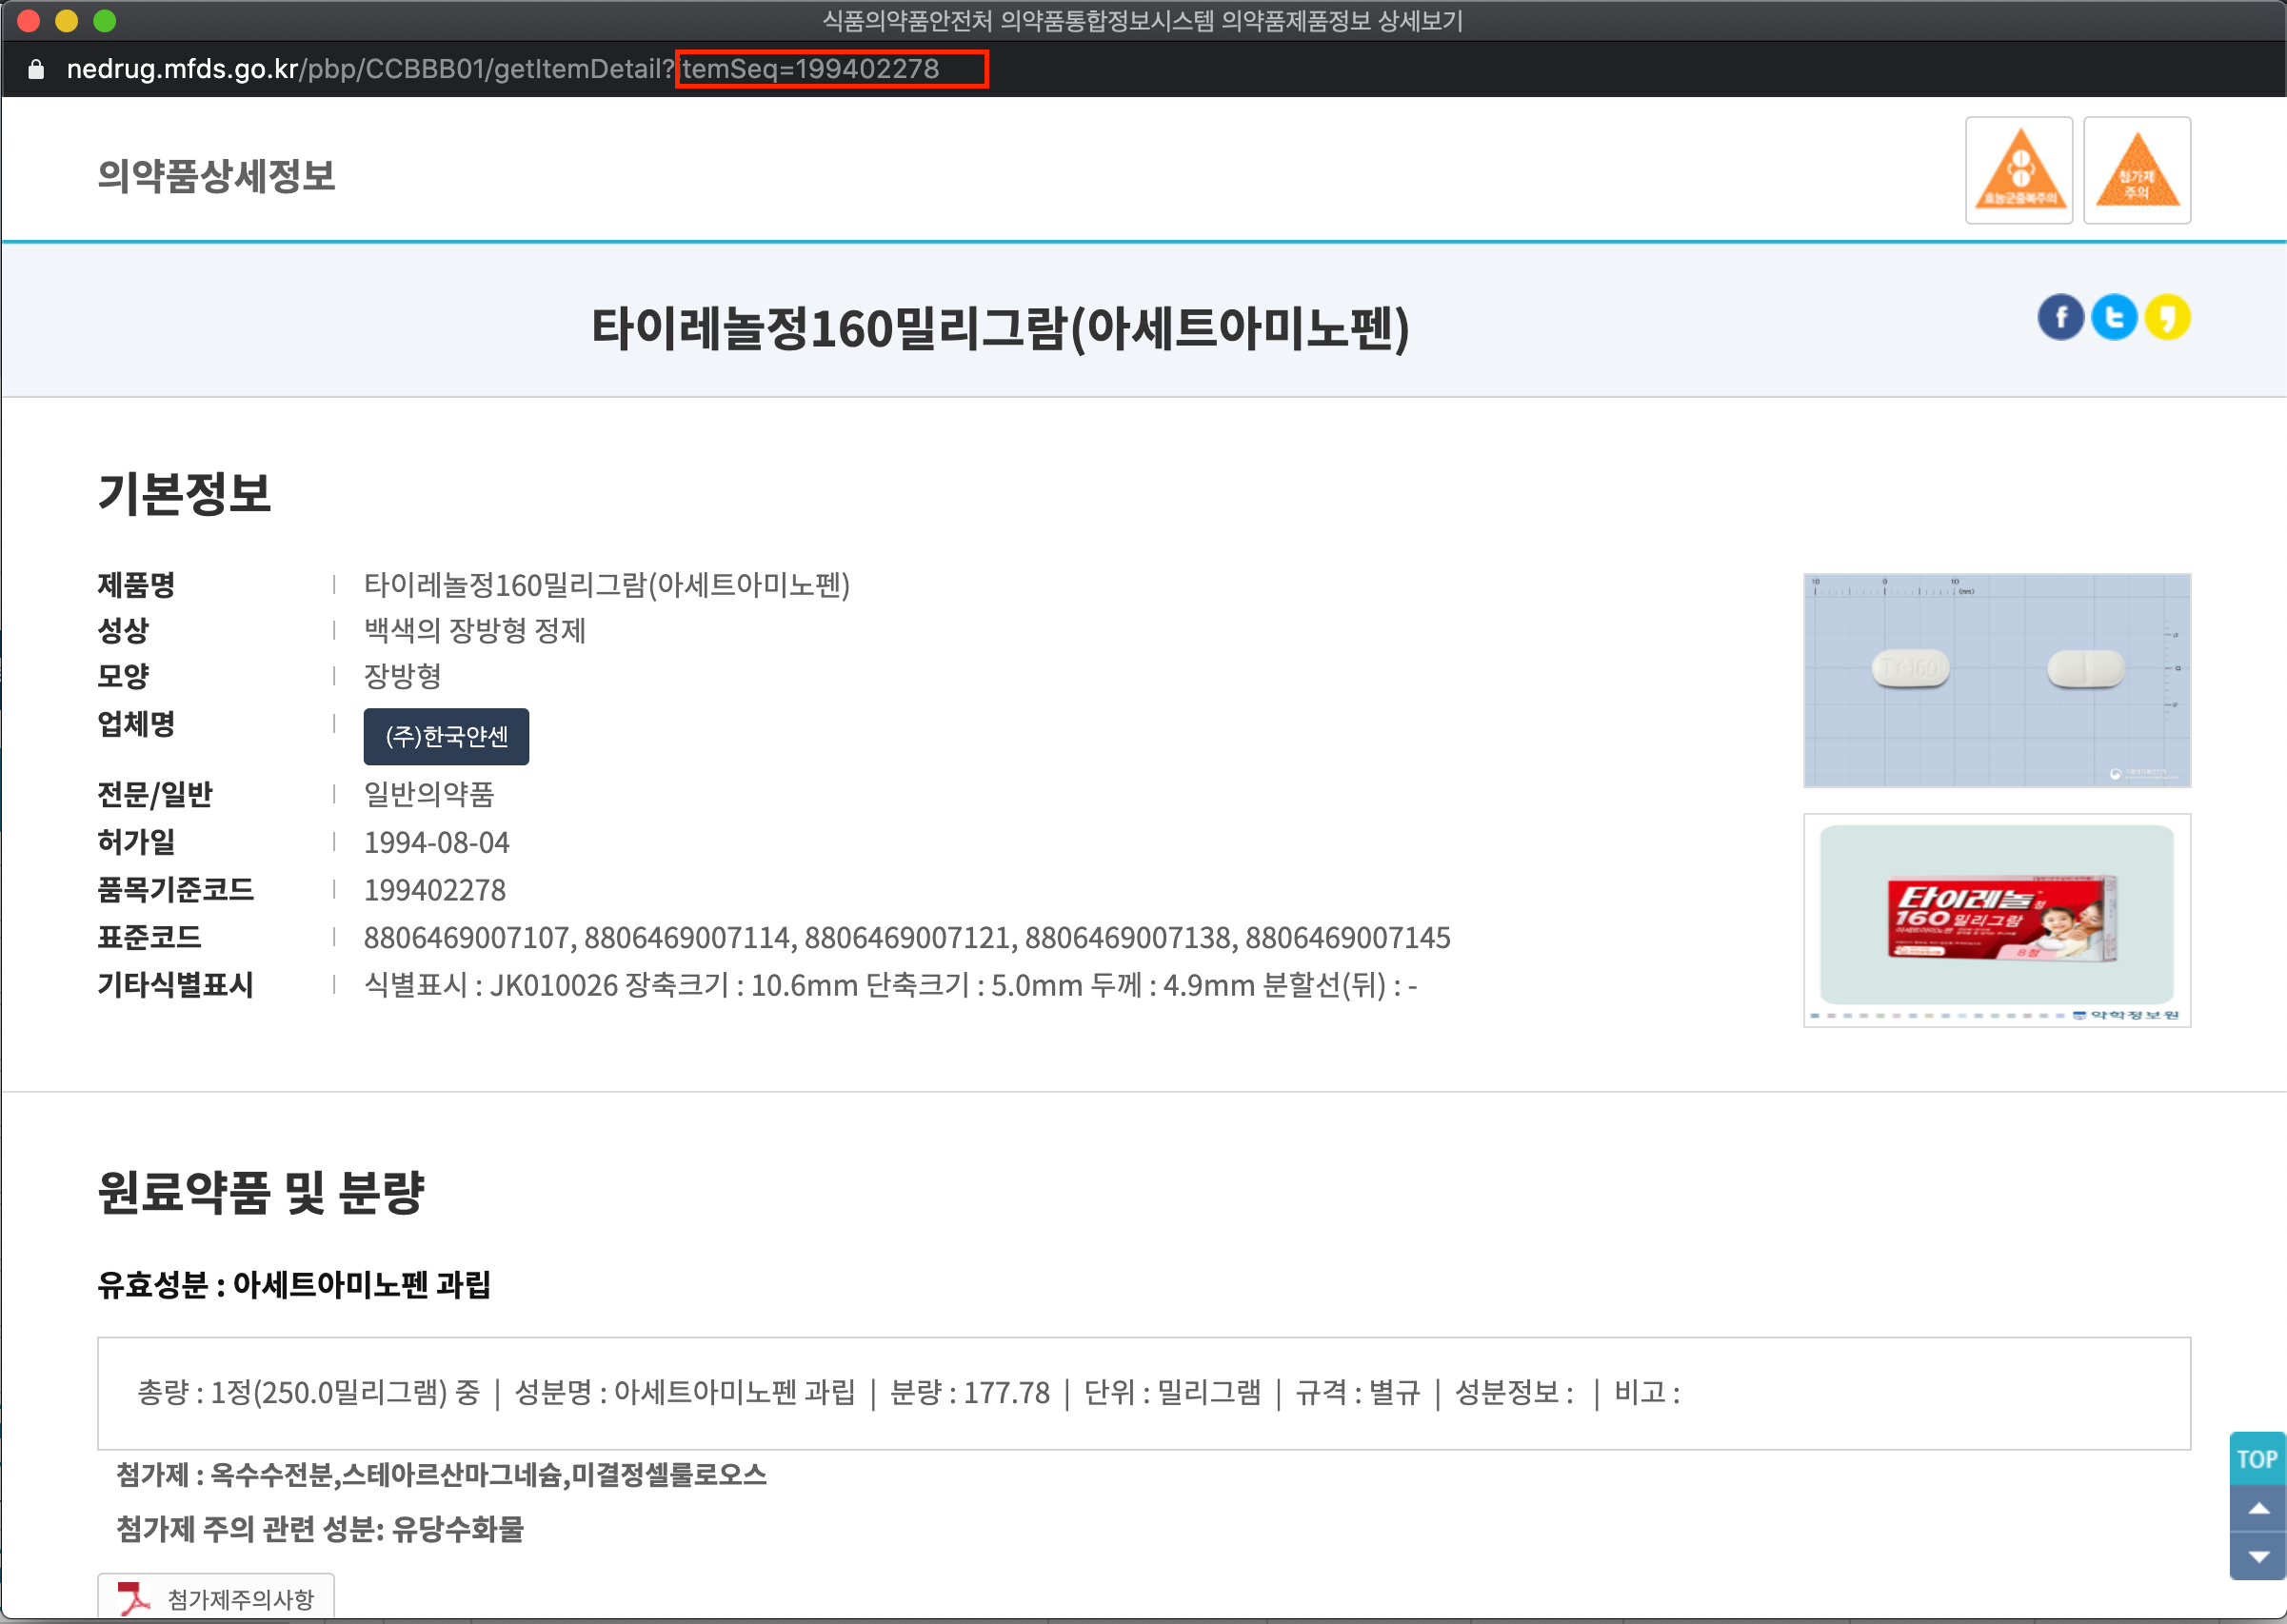 식품의약품안전처 의약품통합정보시스템 의약품제품정보 상세보기
nedrug.mfds.go.kr/pbp/CCBBB01/getItemDetail?itemSeq=199402278
의약품상세정보
효능군중복주의
첨가제
주의
타이레놀정160밀리그람(아세트아미노펜)
기본정보
제품명 타이레놀정160밀리그람(아세트아미노펜)
성상 백색의 장방형 정제
모양 장방형
업체명 (주)한국얀센
전문/일반 일반의약품
허가일 1994-08-04
품목기준코드 199402278
표준코드 8806469007107, 8806469007114, 8806469007121, 8806469007138, 8806469007145
기타식별표시 식별표시 : JK010026 장축크기 : 10.6mm 단축크기 : 5.0mm 두께 : 4.9mm 분할선(뒤) : -
10 0 10 (mm)
TY-160
타이레놀정
160밀리그람
아세트아미노펜
8정
약학정보원
원료약품 및 분량
유효성분 : 아세트아미노펜 과립
총량 : 1정(250.0밀리그램) 중 | 성분명 : 아세트아미노펜 과립 | 분량 : 177.78 | 단위 : 밀리그램 | 규격 : 별규 | 성분정보 : | 비고 :
첨가제 : 옥수수전분,스테아르산마그네슘,미결정셀룰로오스
첨가제 주의 관련 성분: 유당수화물
첨가제주의사항
TOP